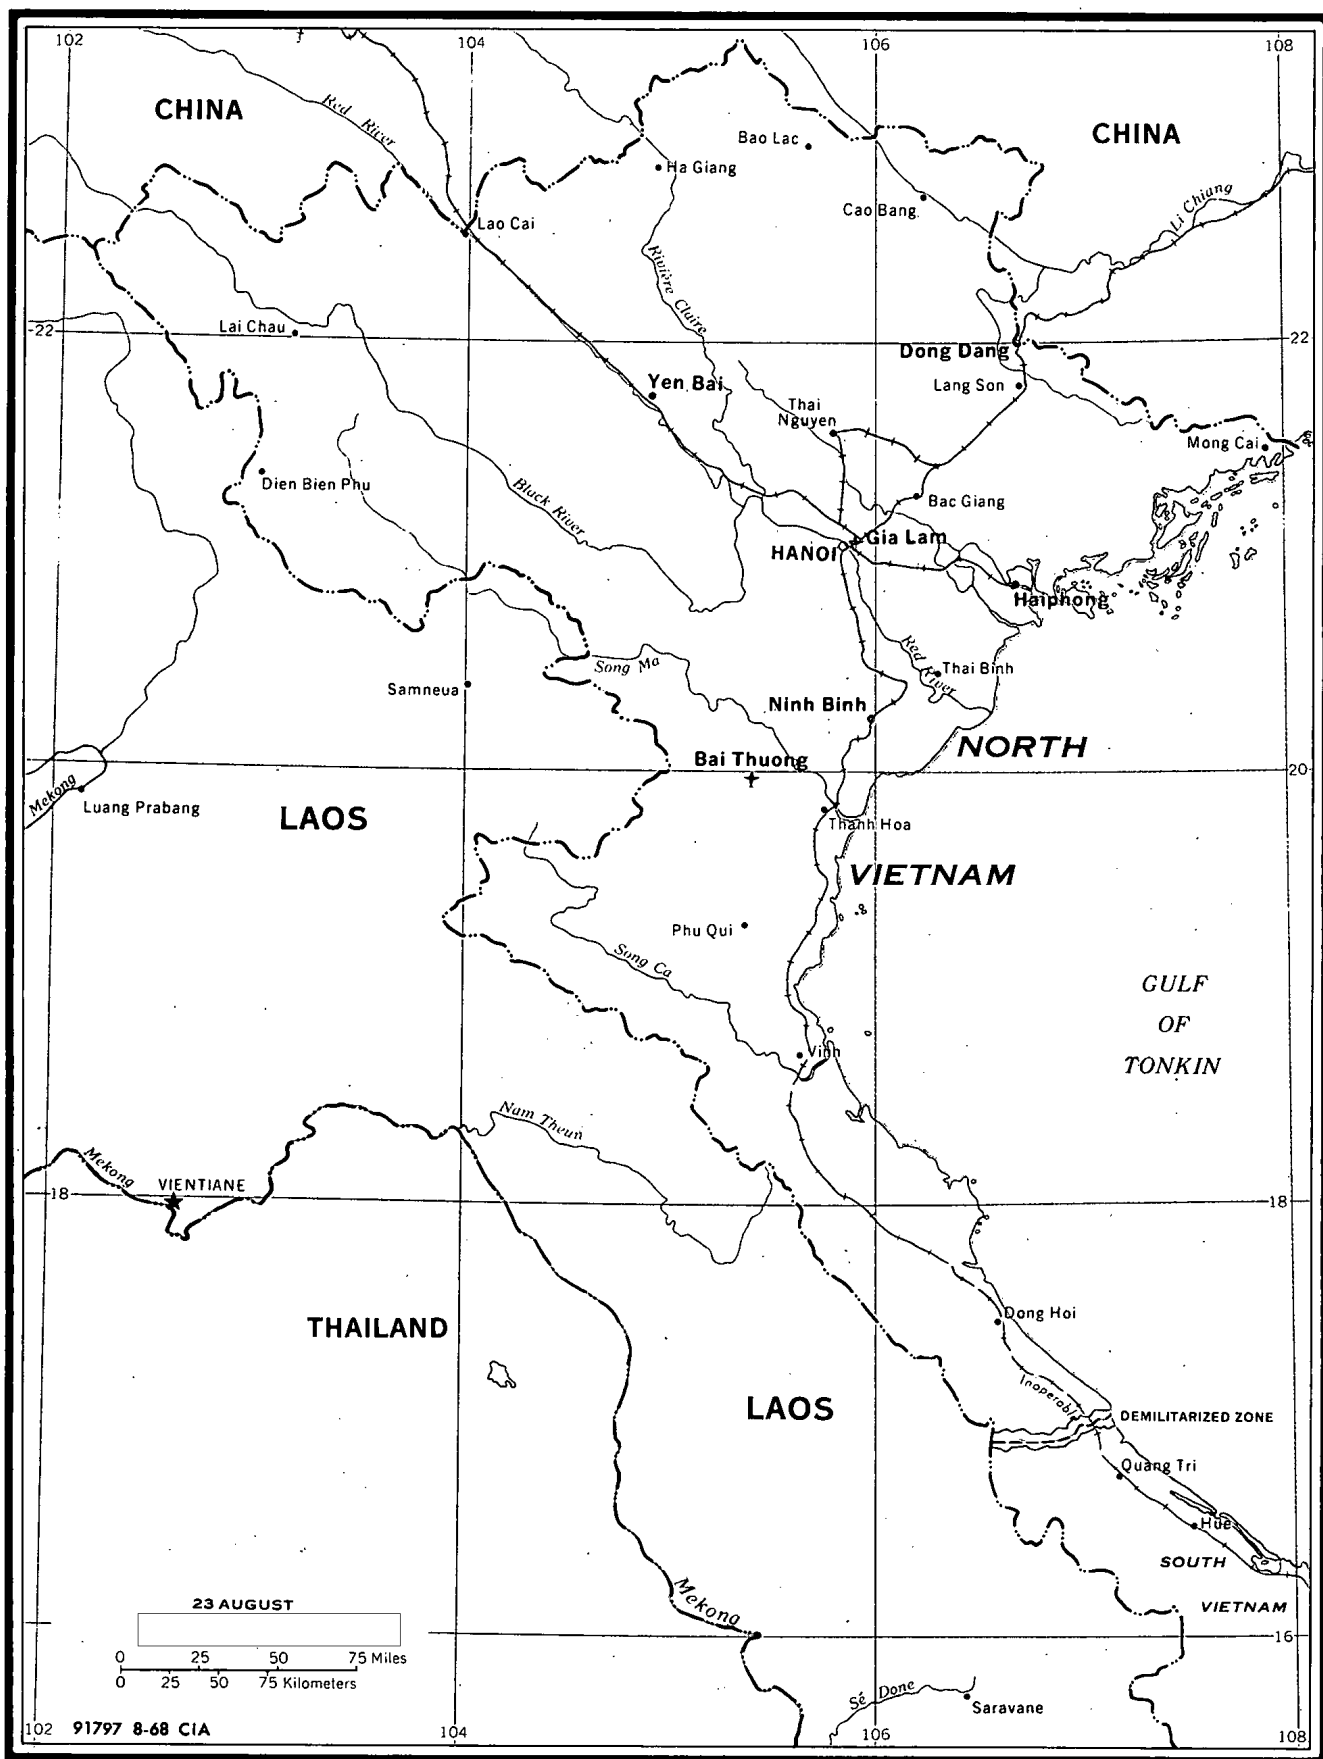 102
104
106
108
CHINA
Red River
Bao Lac
CHINA
Ha Giang
Li Chiang
Cao Bang
Lao Cai
Rivière Claire
22
Lai Chau
22
Dong Dang
Yen Bai
Lang Son
Thai
Nguyen
Mong Cai
Dien Bien Phu
Black River
Bac Giang
Gia Lam
HANOI
Haiphong
Song Ma
Red River
Thai Binh
Samneua
Ninh Binh
NORTH
Bai Thuong
20
Mekong
Luang Prabang
LAOS
Thanh Hoa
VIETNAM
Phu Qui
Song Ca
GULF
OF
TONKIN
Vinh
Nam Theun
Mekong
VIENTIANE
18
18
Dong Hoi
THAILAND
Inoperable
LAOS
DEMILITARIZED ZONE
Quang Tri
Hue
SOUTH
VIETNAM
23 AUGUST
Mekong
16
0 25 50 75 Miles
0 25 50 75 Kilometers
Sé Done
Saravane
102
91797 8-68 CIA
104
106
108